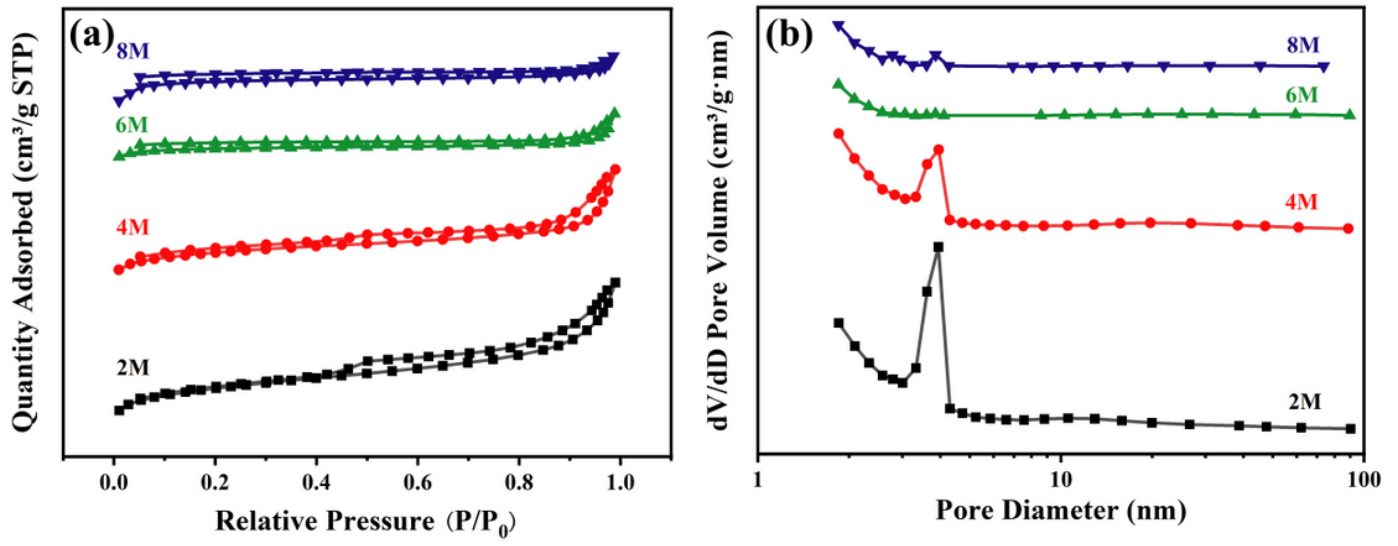 (a)
8M
6M
4M
2M
Quantity Adsorbed (cm³/g STP)
0.0 0.2 0.4 0.6 0.8 1.0
Relative Pressure (P/P₀)
(b)
8M
6M
4M
2M
dV/dD Pore Volume (cm³/g·nm)
1 10 100
Pore Diameter (nm)